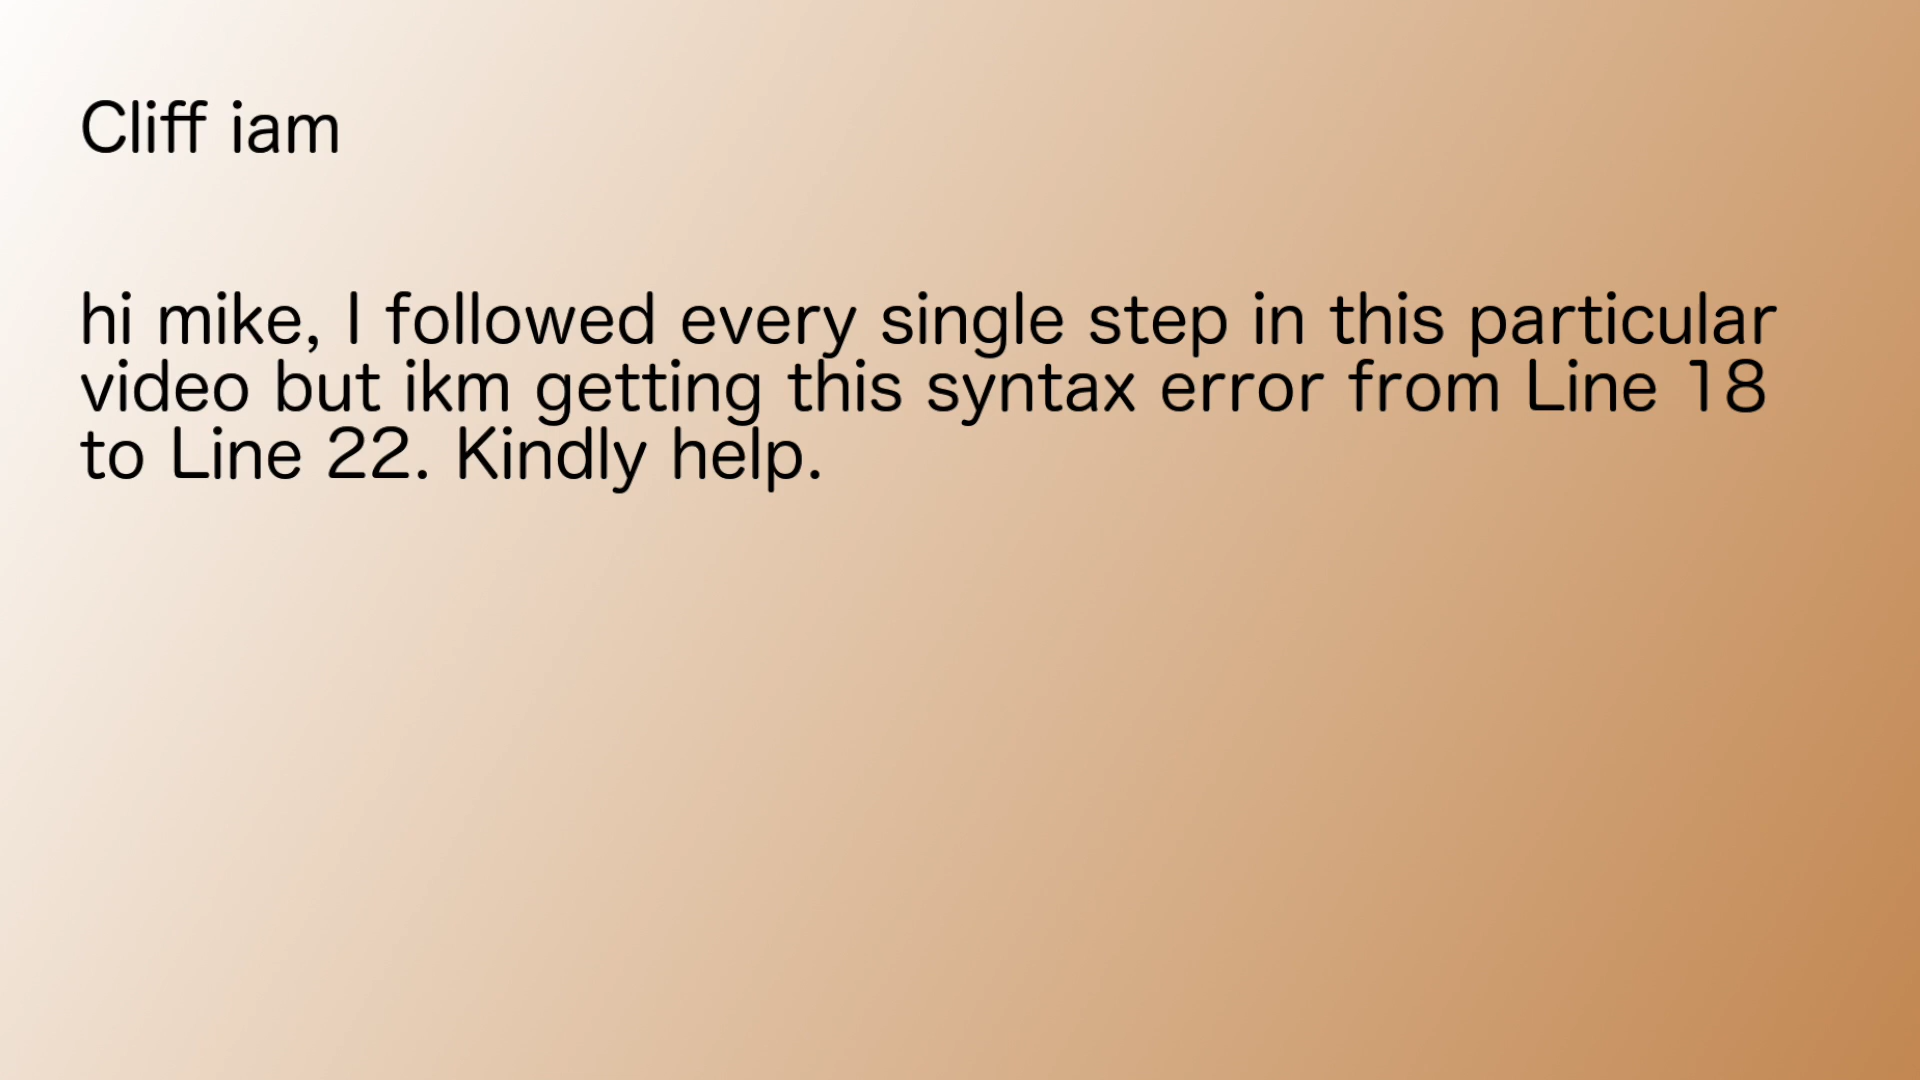 Cliff iam
hi mike, I followed every single step in this particular
video but ikm getting this syntax error from Line 18
to Line 22. Kindly help.